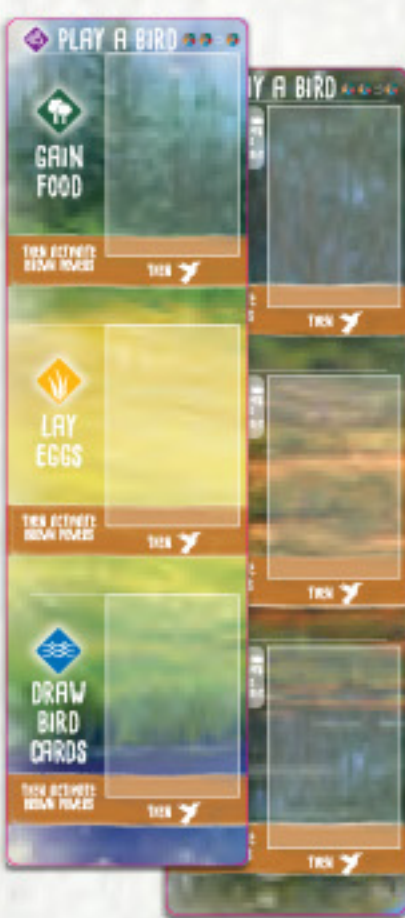 PLAY A BIRD
GAIN
FOOD
THEN ACTIVATE
BROWN POWERS
THEN
LAY
EGGS
THEN ACTIVATE
BROWN POWERS
THEN
DRAW
BIRD
CARDS
THEN ACTIVATE
BROWN POWERS
THEN
Y A BIRD
THEN
THEN
THEN